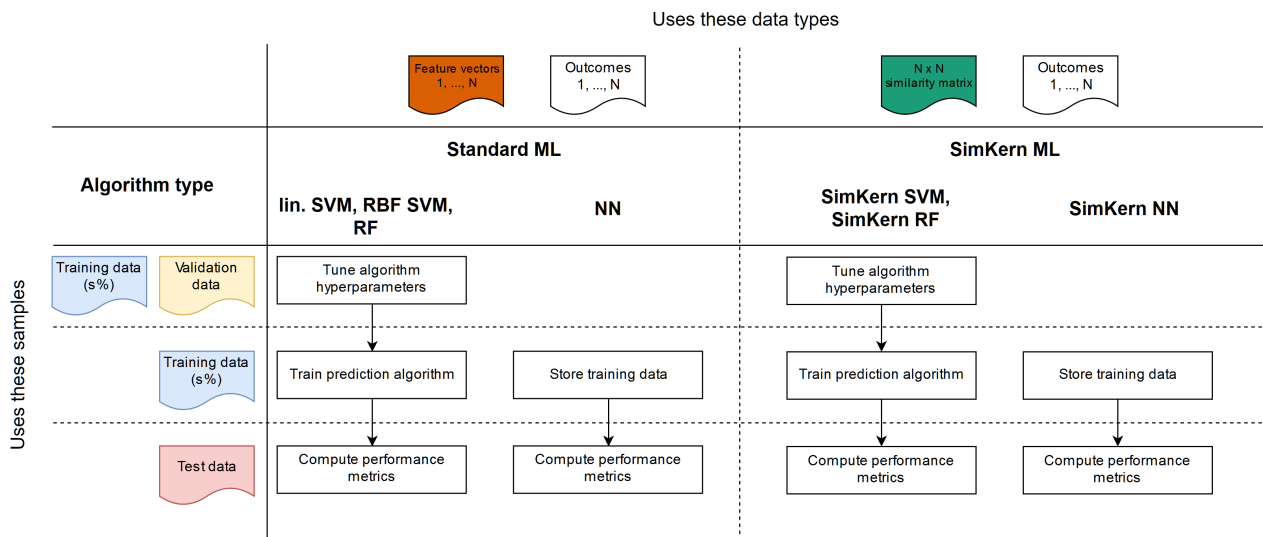 Uses these data types
Feature vectors
1, ..., N
Outcomes
1, ..., N
N x N
similarity matrix
Outcomes
1, ..., N
Algorithm type
Standard ML
SimKern ML
lin. SVM, RBF SVM,
RF
NN
SimKern SVM,
SimKern RF
SimKern NN
Uses these samples
Training data
(s%)
Validation
data
Tune algorithm
hyperparameters
Tune algorithm
hyperparameters
Training data
(s%)
Train prediction algorithm
Store training data
Train prediction algorithm
Store training data
Test data
Compute performance
metrics
Compute performance
metrics
Compute performance
metrics
Compute performance
metrics